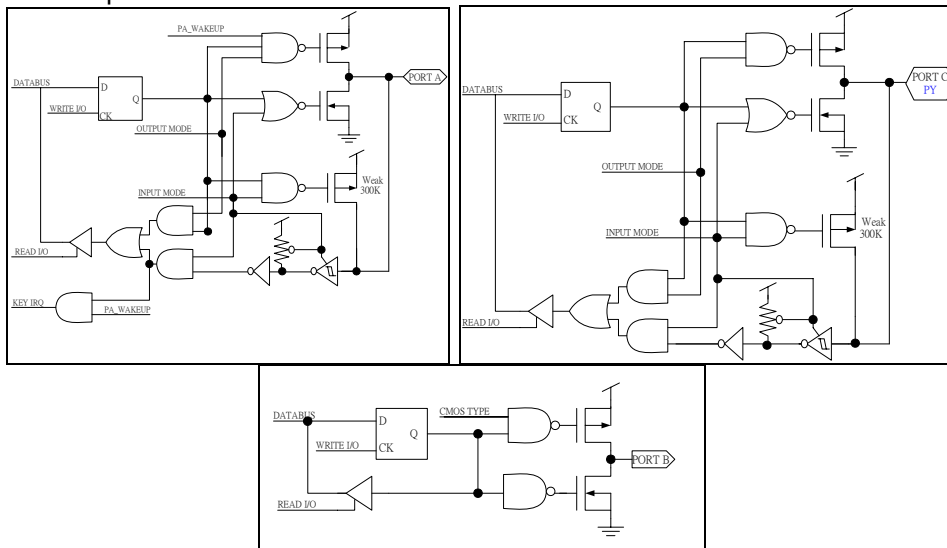 PA_WAKEUP
PORT A
DATABUS
D
Q
WRITE I/O
CK
OUTPUT MODE
Weak
300K
INPUT MODE
READ I/O
KEY IRQ
PA_WAKEUP
PORT C
PY
DATABUS
D
Q
WRITE I/O
CK
OUTPUT MODE
Weak
300K
INPUT MODE
READ I/O
DATABUS
D
CMOS TYPE
Q
WRITE I/O
CK
PORT B
READ I/O